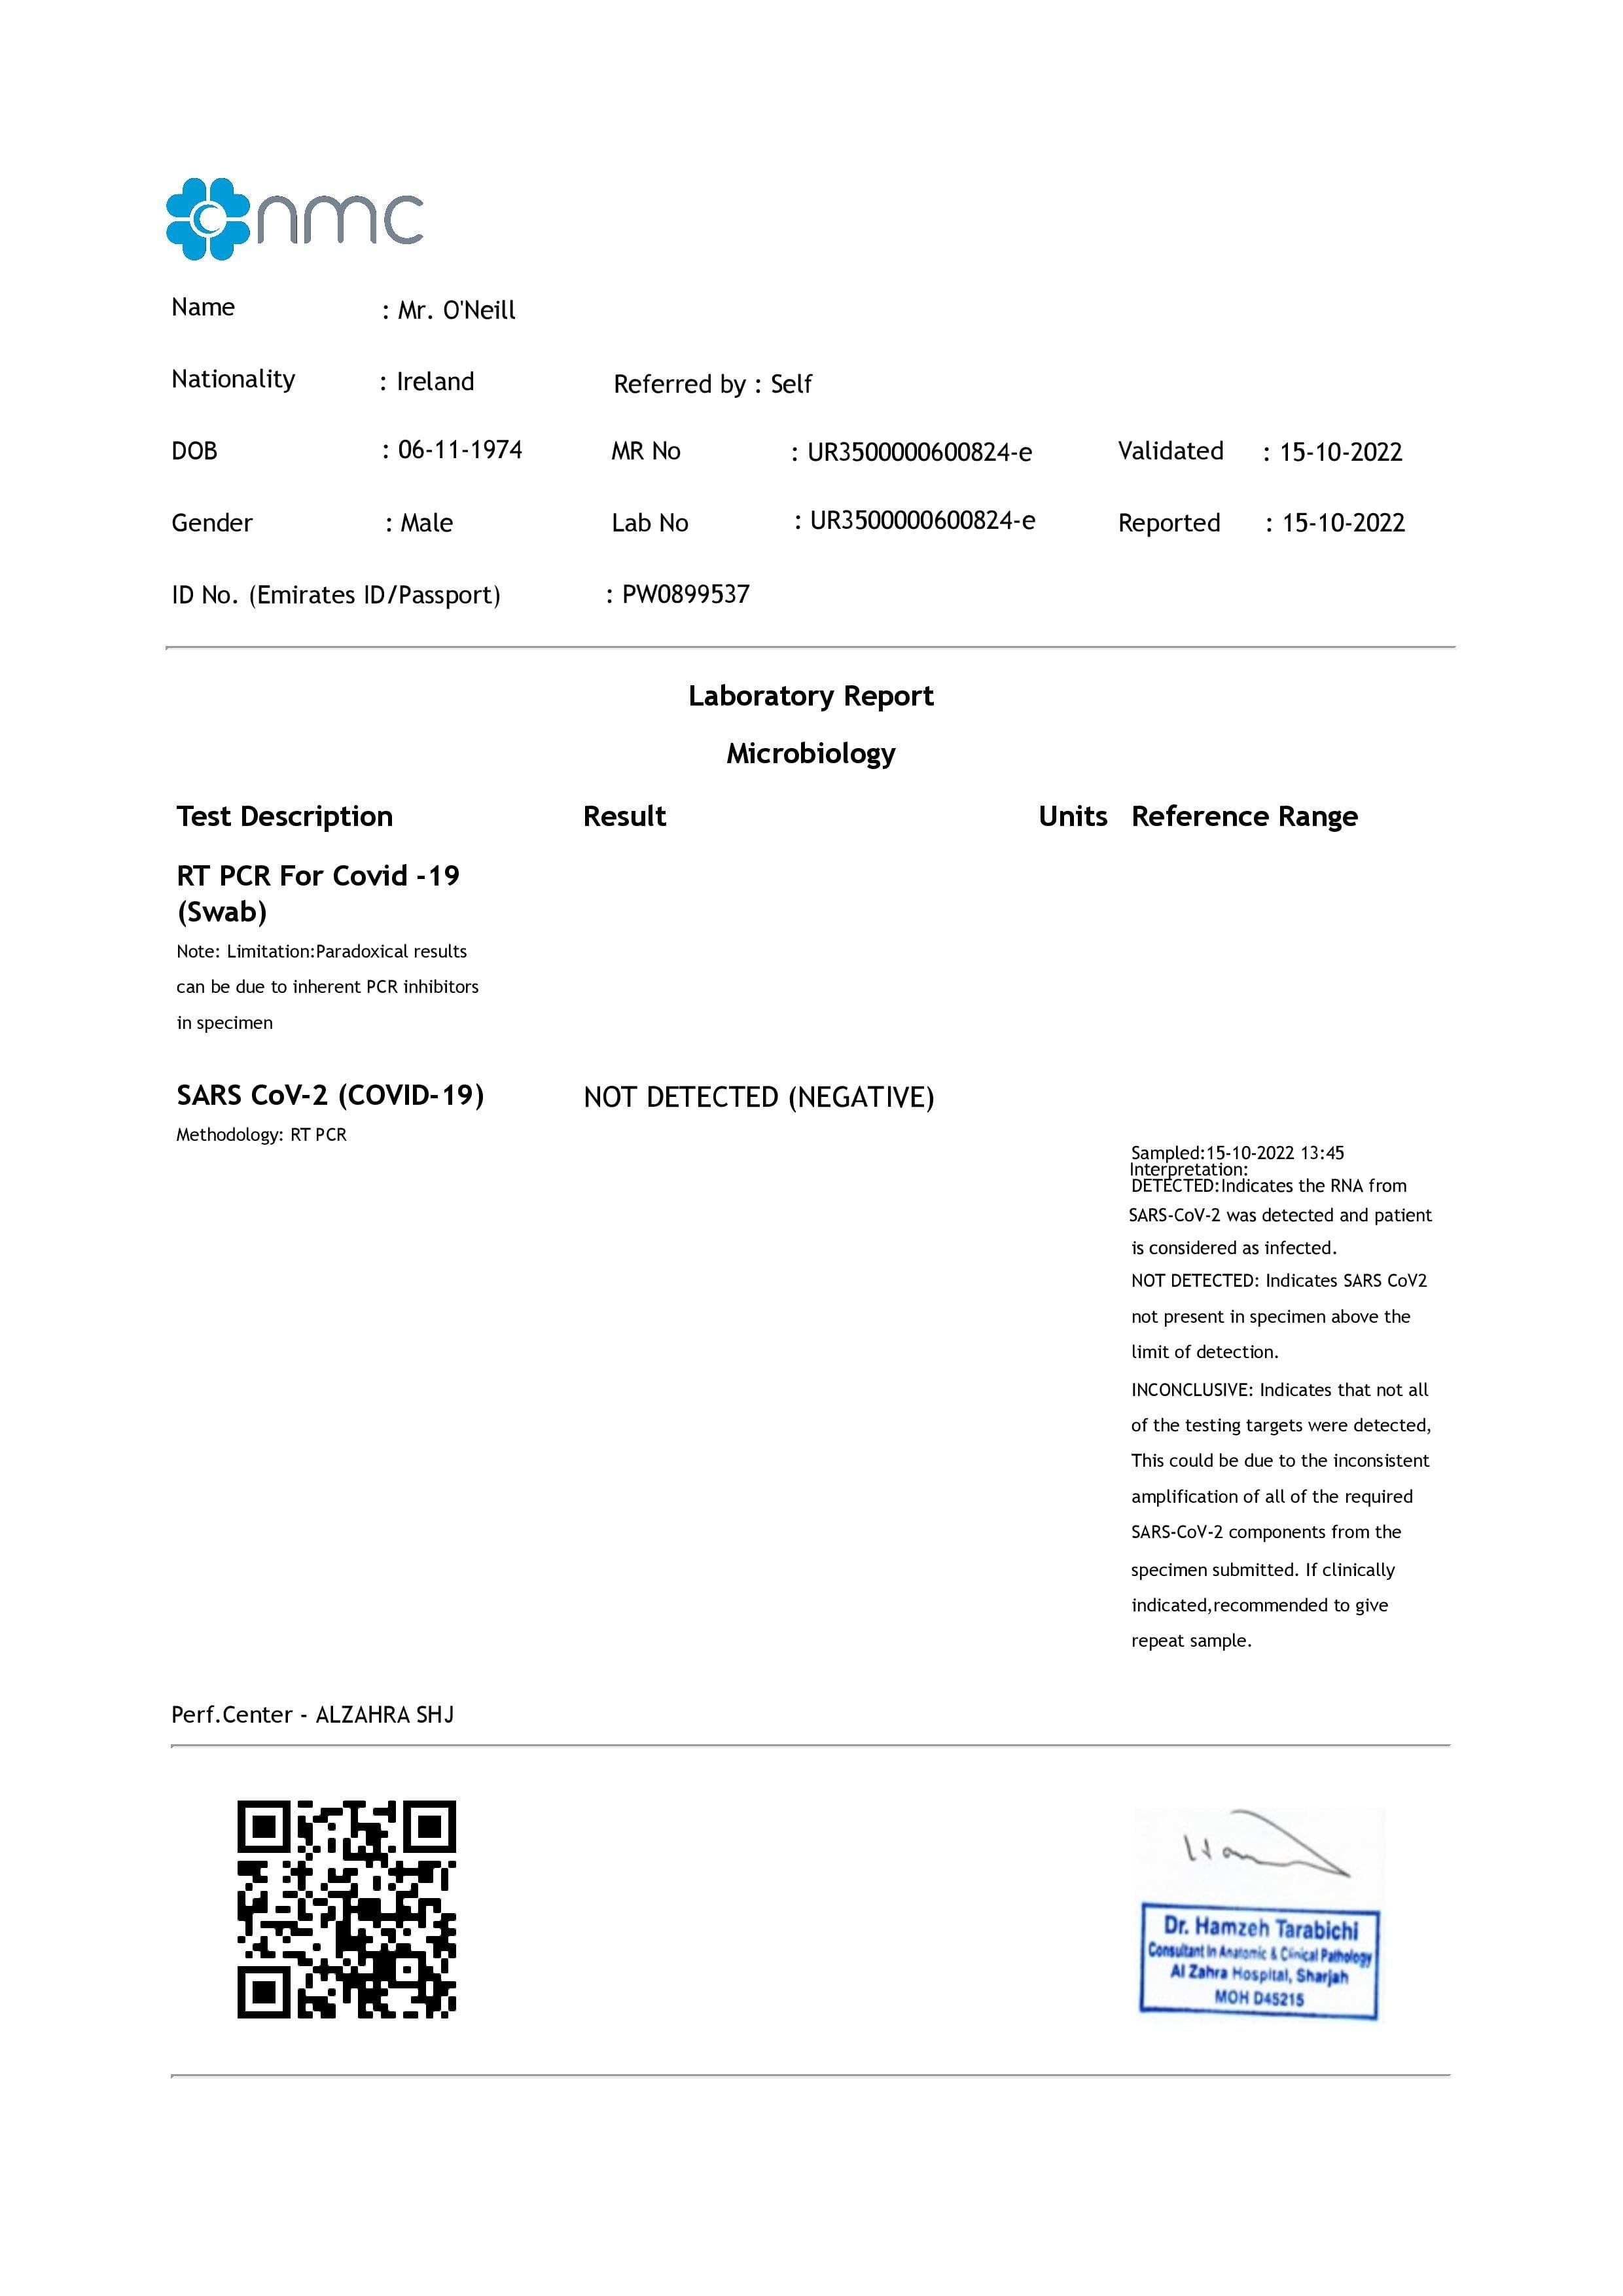 nmc
Name : Mr. O'Neill
Nationality : Ireland Referred by : Self
DOB : 06-11-1974 MR No : UR3500000600824-e Validated : 15-10-2022
Gender : Male Lab No : UR3500000600824-e Reported : 15-10-2022
ID No. (Emirates ID/Passport) : PW0899537
Laboratory Report
Microbiology
Test Description Result Units Reference Range
RT PCR For Covid -19
(Swab)
Note: Limitation:Paradoxical results
can be due to inherent PCR inhibitors
in specimen
SARS CoV-2 (COVID-19) NOT DETECTED (NEGATIVE)
Methodology: RT PCR
Sampled:15-10-2022 13:45
Interpretation:
DETECTED:Indicates the RNA from
SARS-CoV-2 was detected and patient
is considered as infected.
NOT DETECTED: Indicates SARS CoV2
not present in specimen above the
limit of detection.
INCONCLUSIVE: Indicates that not all
of the testing targets were detected,
This could be due to the inconsistent
amplification of all of the required
SARS-CoV-2 components from the
specimen submitted. If clinically
indicated,recommended to give
repeat sample.
Perf.Center - ALZAHRA SHJ
Dr. Hamzeh Tarabichi
Consultant in Anatomic & Clinical Pathology
Al Zahra Hospital, Sharjah
MOH D45215